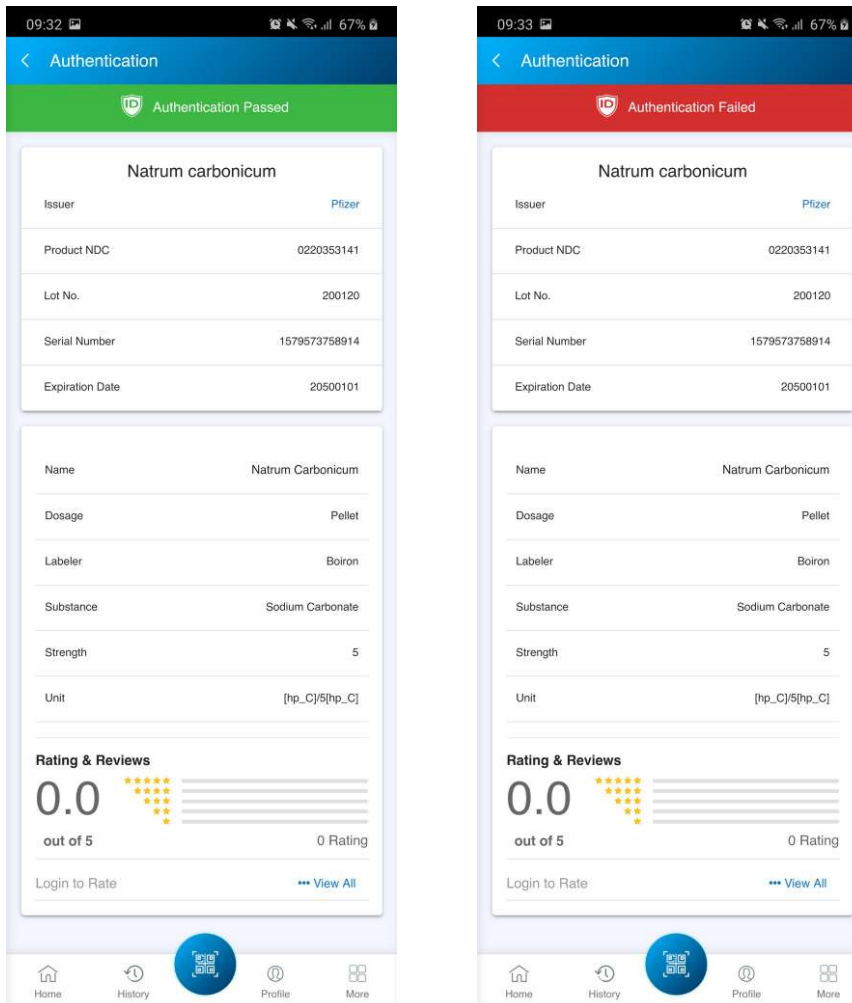 09:32 67%
Authentication
ID Authentication Passed
Natrum carbonicum
Issuer Pfizer
Product NDC 0220353141
Lot No. 200120
Serial Number 1579573758914
Expiration Date 20500101
Name Natrum Carbonicum
Dosage Pellet
Labeler Boiron
Substance Sodium Carbonate
Strength 5
Unit [hp_C]/5[hp_C]
Rating & Reviews
0.0
out of 5 0 Rating
Login to Rate ••• View All
Home History Profile More
09:33 67%
Authentication
ID Authentication Failed
Natrum carbonicum
Issuer Pfizer
Product NDC 0220353141
Lot No. 200120
Serial Number 1579573758914
Expiration Date 20500101
Name Natrum Carbonicum
Dosage Pellet
Labeler Boiron
Substance Sodium Carbonate
Strength 5
Unit [hp_C]/5[hp_C]
Rating & Reviews
0.0
out of 5 0 Rating
Login to Rate ••• View All
Home History Profile More